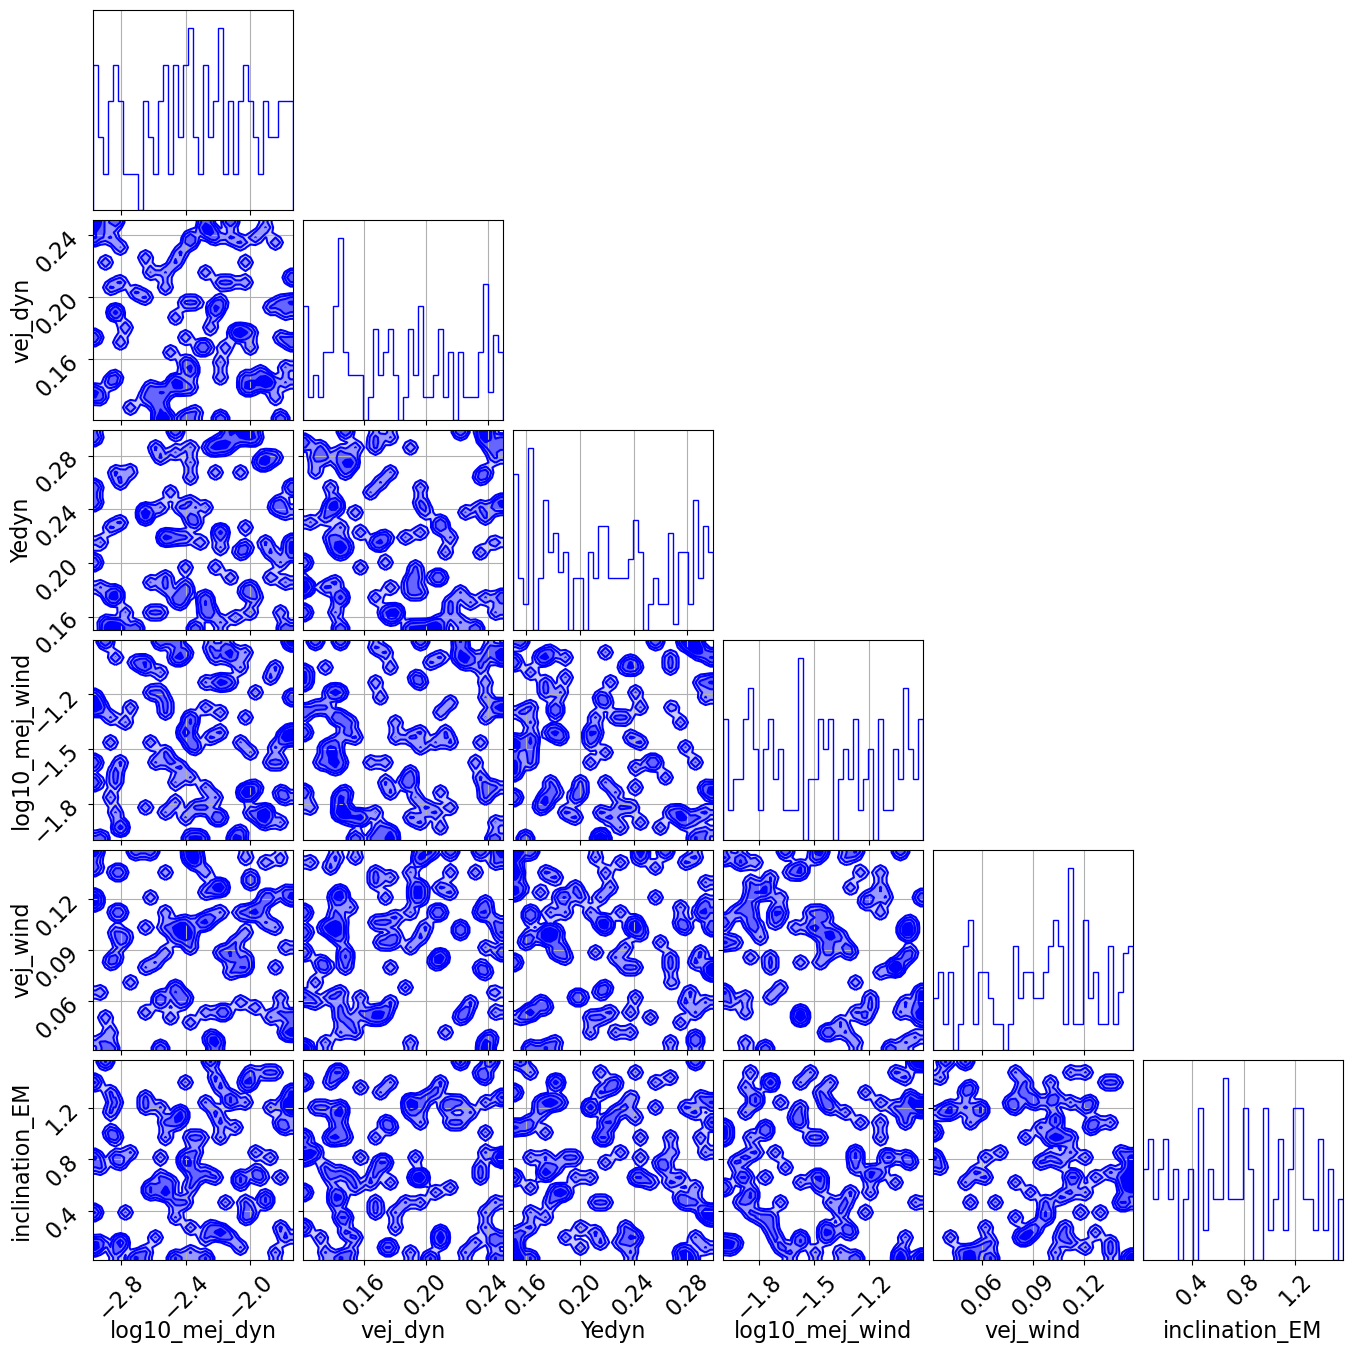 vej_dyn
0.24
0.20
0.16
Yedyn
0.28
0.24
0.20
0.16
log10_mej_wind
−1.2
−1.5
−1.8
vej_wind
0.12
0.09
0.06
inclination_EM
1.2
0.8
0.4
−2.8 −2.4 −2.0 0.16 0.20 0.24 0.16 0.20 0.28 −1.8 −1.5 −1.2 0.06 0.09 0.12 0.4 0.8 1.2
log10_mej_dyn vej_dyn Yedyn log10_mej_wind vej_wind inclination_EM